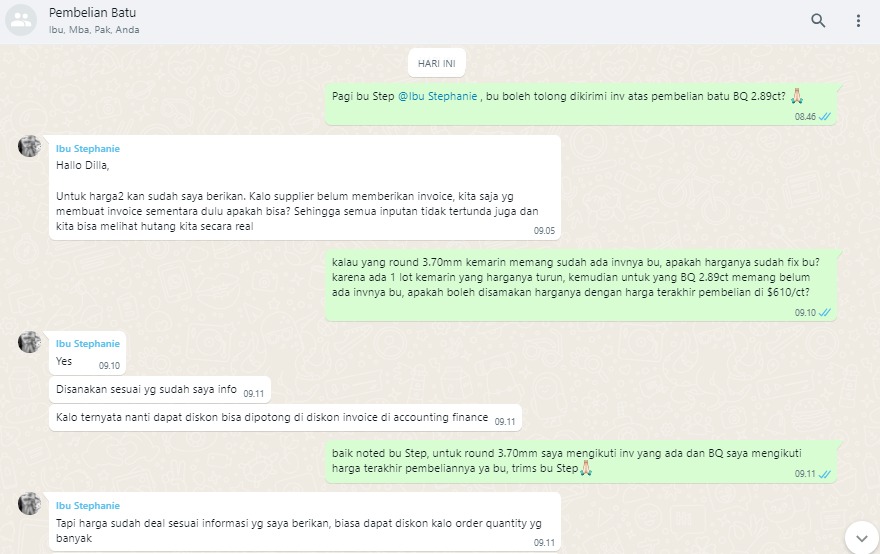 Pembelian Batu
Ibu, Mba, Pak, Anda
HARI INI
Pagi bu Step @Ibu Stephanie , bu boleh tolong dikirimi inv atas pembelian batu BQ 2.89ct? 🙏🏻
08.46
Ibu Stephanie
Hallo Dilla,
Untuk harga2 kan sudah saya berikan. Kalo supplier belum memberikan invoice, kita saja yg
membuat invoice sementara dulu apakah bisa? Sehingga semua inputan tidak tertunda juga dan
kita bisa melihat hutang kita secara real
09.05
kalau yang round 3.70mm kemarin memang sudah ada invnya bu, apakah harganya sudah fix bu?
karena ada 1 lot kemarin yang harganya turun, kemudian untuk yang BQ 2.89ct memang belum
ada invnya bu, apakah boleh disamakan harganya dengan harga terakhir pembelian di $610/ct?
09.10
Ibu Stephanie
Yes
09.10
Disanakan sesuai yg sudah saya info
09.11
Kalo ternyata nanti dapat diskon bisa dipotong di diskon invoice di accounting finance
09.11
baik noted bu Step, untuk round 3.70mm saya mengikuti inv yang ada dan BQ saya mengikuti
harga terakhir pembeliannya ya bu, trims bu Step🙏🏻
09.11
Ibu Stephanie
Tapi harga sudah deal sesuai informasi yg saya berikan, biasa dapat diskon kalo order quantity yg
banyak
09.11